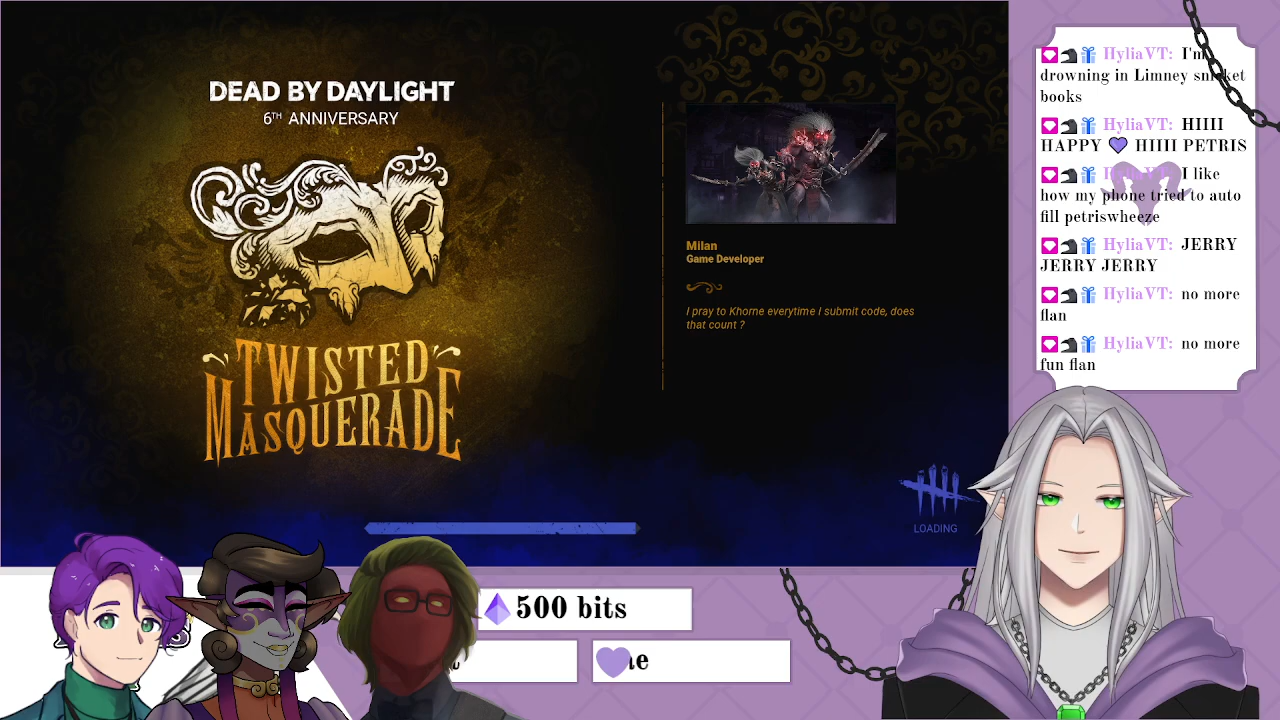 DEAD BY DAYLIGHT
6TH ANNIVERSARY
TWISTED
MASQUERADE
Milan
Game Developer
I pray to Khorne everytime I submit code, does
that count ?
LOADING
HyliaVT: I'm
drowning in Limney snicket
books
HyliaVT: HIIII
HAPPY 💜 HIIII PETRIS
I like
how my phone tried to auto
fill petriswheeze
HyliaVT: JERRY
JERRY JERRY
HyliaVT: no more
flan
HyliaVT: no more
fun flan
500 bits